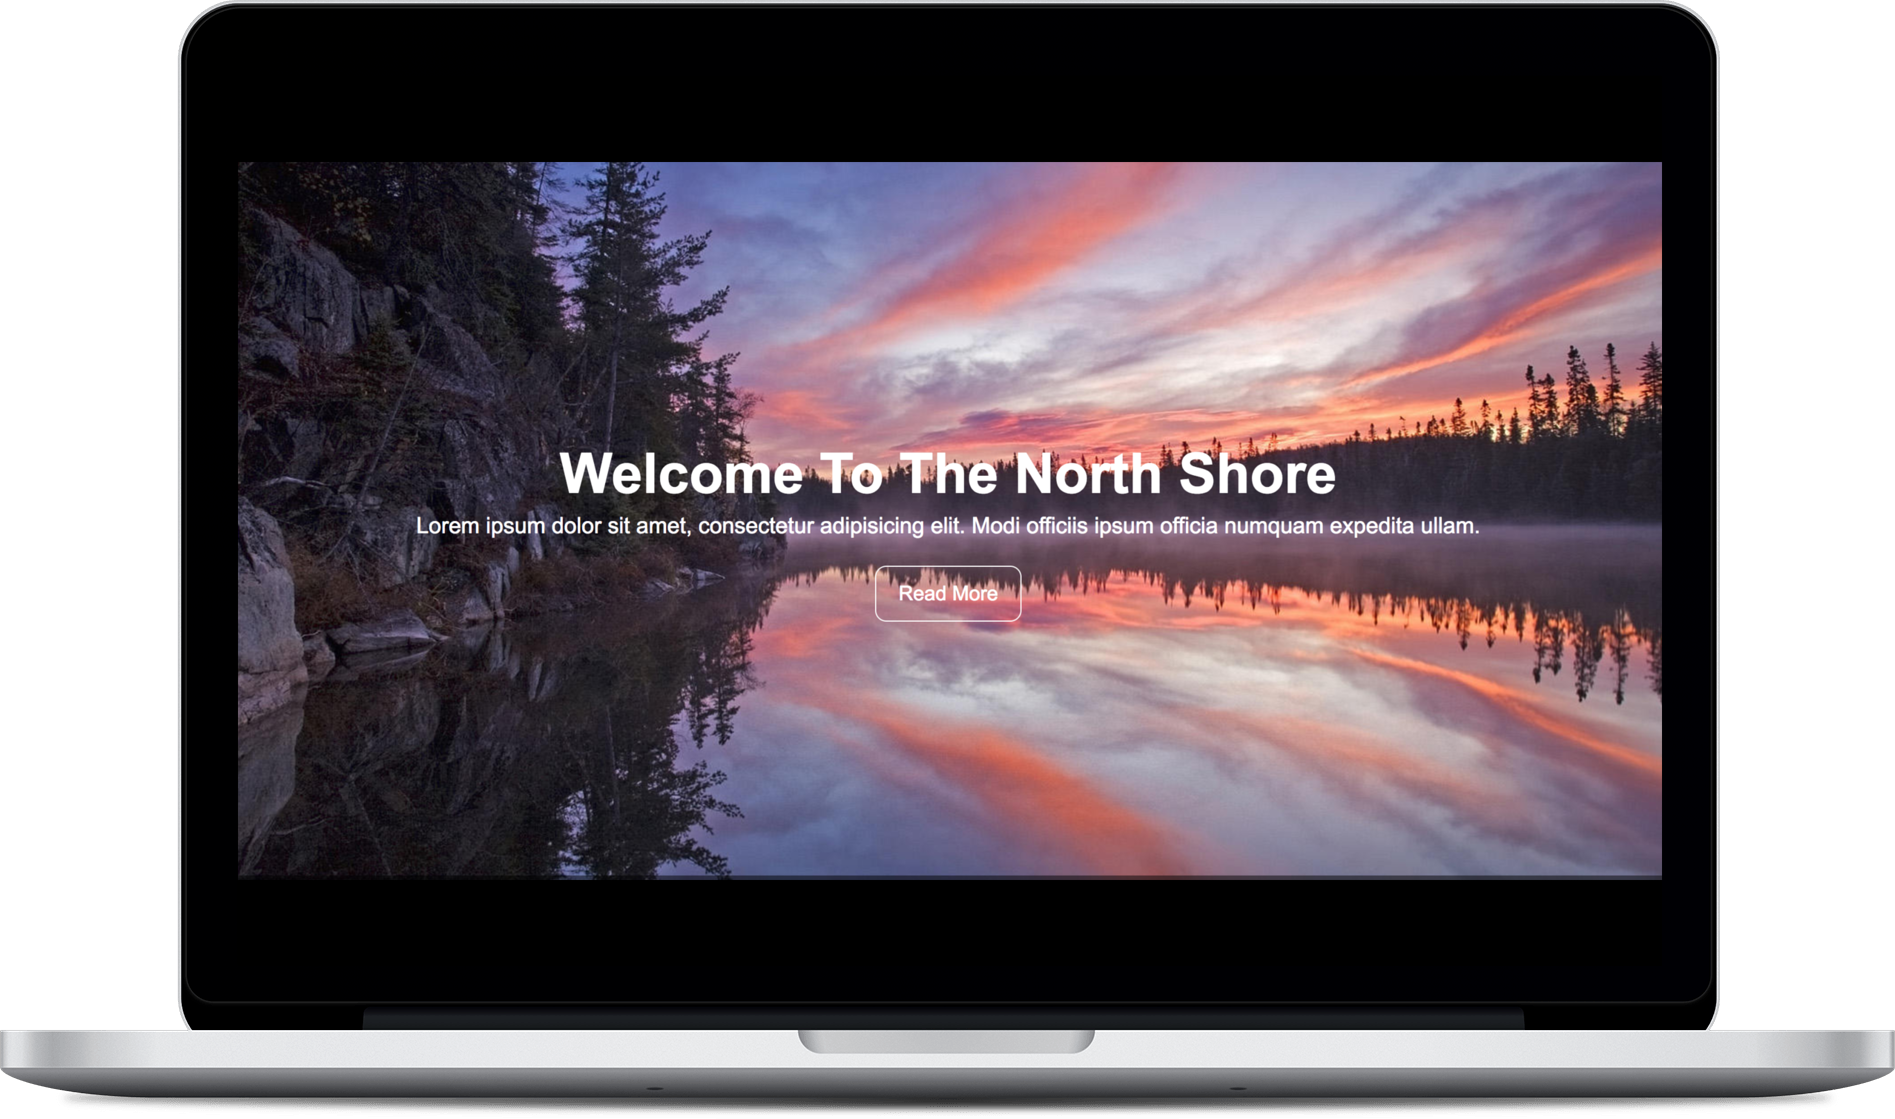 Welcome To The North Shore
Lorem ipsum dolor sit amet, consectetur adipisicing elit. Modi officiis ipsum officia numquam expedita ullam.
Read More